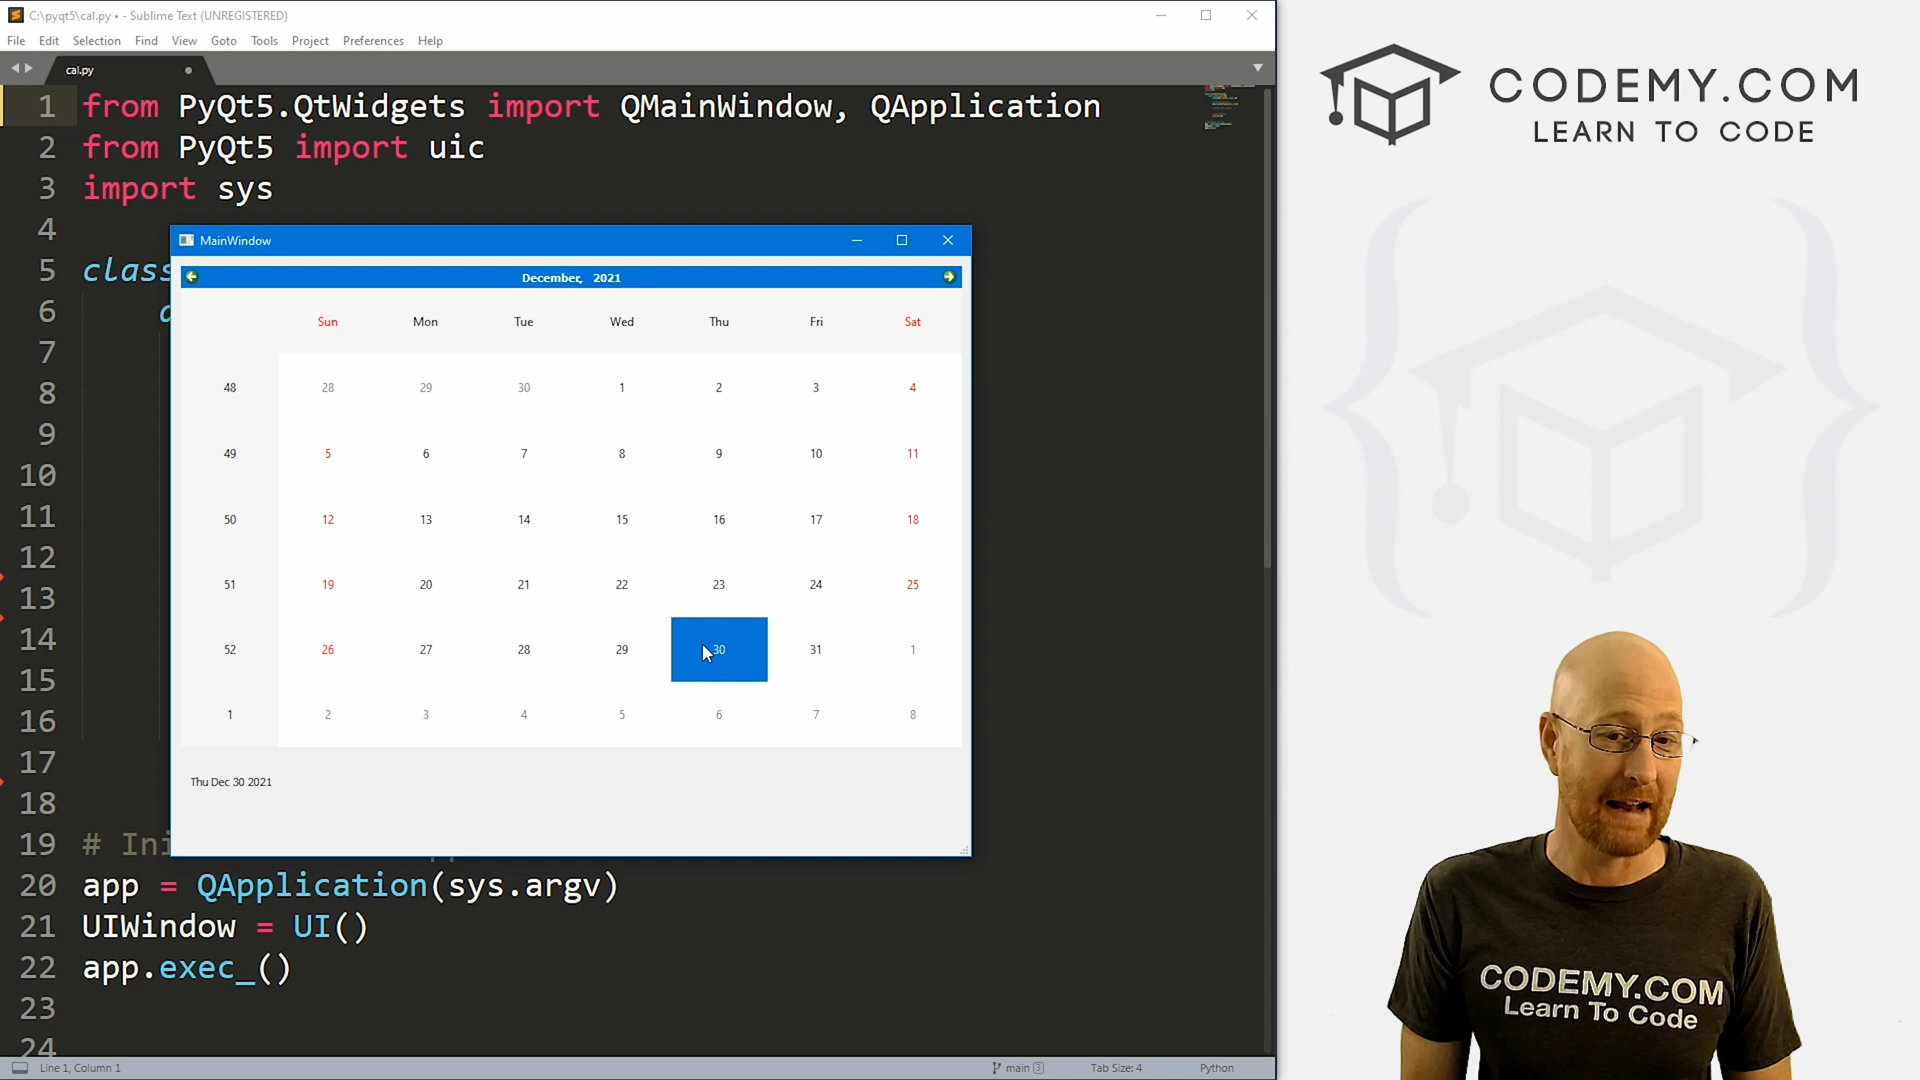 C:\pyqt5\cal.py • - Sublime Text (UNREGISTERED)
File Edit Selection Find View Goto Tools Project Preferences Help
cal.py
1 from PyQt5.QtWidgets import QMainWindow, QApplication
2 from PyQt5 import uic
3 import sys
4
5 class
6
7
8
9
10
11
12
13
14
15
16
17
18
19 # Ini
20 app = QApplication(sys.argv)
21 UIWindow = UI()
22 app.exec_()
23
24
MainWindow
December, 2021
Sun Mon Tue Wed Thu Fri Sat
48 28 29 30 1 2 3 4
49 5 6 7 8 9 10 11
50 12 13 14 15 16 17 18
51 19 20 21 22 23 24 25
52 26 27 28 29 30 31 1
1 2 3 4 5 6 7 8
Thu Dec 30 2021
Line 1, Column 1
main 3
Tab Size: 4
Python
CODEMY.COM
LEARN TO CODE
CODEMY.COM
Learn To Code